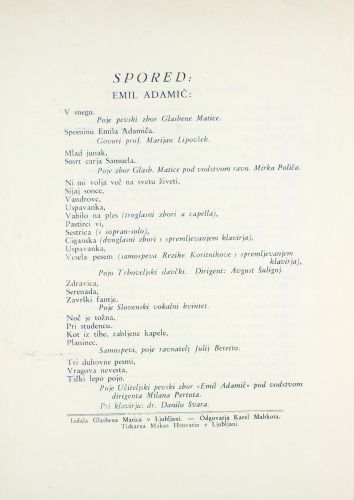 SPORED:
EMIL ADAMIČ:
V snegu.
Poje pevski zbor Glasbene Matice.
Spominu Emila Adamiča.
Govori prof. Marijan Lipovšek.
Mlad junak,
Smrt carja Samuela.
Poje zbor Glasb. Matice pod vodstvom ravn. Mirka Poliča.
Ni mi volja več na svetu živeti,
Sijaj sonce,
Vandrovc,
Uspavanka,
Vabilo na ples (troglasni zbori a capella),
Pastirci vi,
Sestrica (s sopran-solo),
Ciganska (dvoglasni zbori s spremljevanjem klavirja),
Uspavanka,
Vesela pesem (samospeva Rezike Koritnikove s spremljevanjem
klavirja),
Pojo Trboveljski slavčki. Dirigent: Avgust Šuligoj.
Zdravica,
Serenada,
Završki fantje.
Poje Slovenski vokalni kvintet.
Noč je tožna,
Pri studencu.
Kot iz tihe, zabljene kapele,
Planinec.
Samospevi, poje ravnatelj Julij Betetto.
Tri duhovne pesmi,
Vragova nevesta,
Tički lepo pojo.
Poje Učiteljski pevski zbor »Emil Adamič« pod vodstvom
dirigenta Milana Pertota.
Pri klavirju: dr. Danilo Švara.
Izdala Glasbena Matica v Ljubljani. — Odgovarja Karel Mahkota.
Tiskarna Makso Hrovatin v Ljubljani.